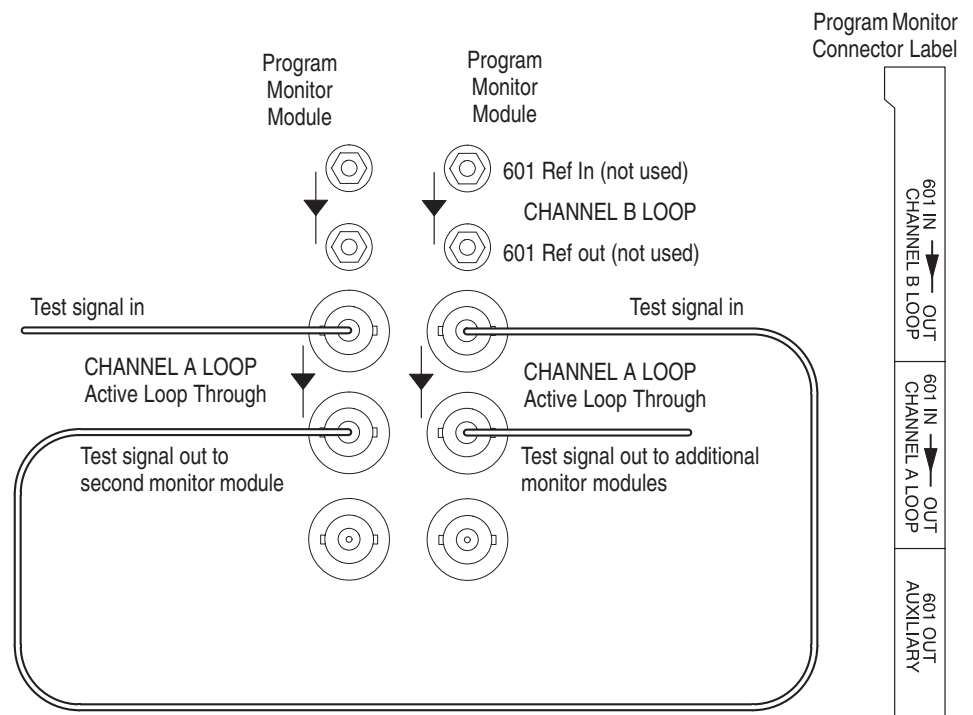 Program Monitor
Connector Label
Program
Monitor
Module
Program
Monitor
Module
601 Ref In (not used)
CHANNEL B LOOP
601 Ref out (not used)
Test signal in
Test signal in
CHANNEL A LOOP
Active Loop Through
CHANNEL A LOOP
Active Loop Through
Test signal out to
second monitor module
Test signal out to additional
monitor modules
601 IN OUT
CHANNEL B LOOP
601 IN OUT
CHANNEL A LOOP
601 OUT
AUXILIARY